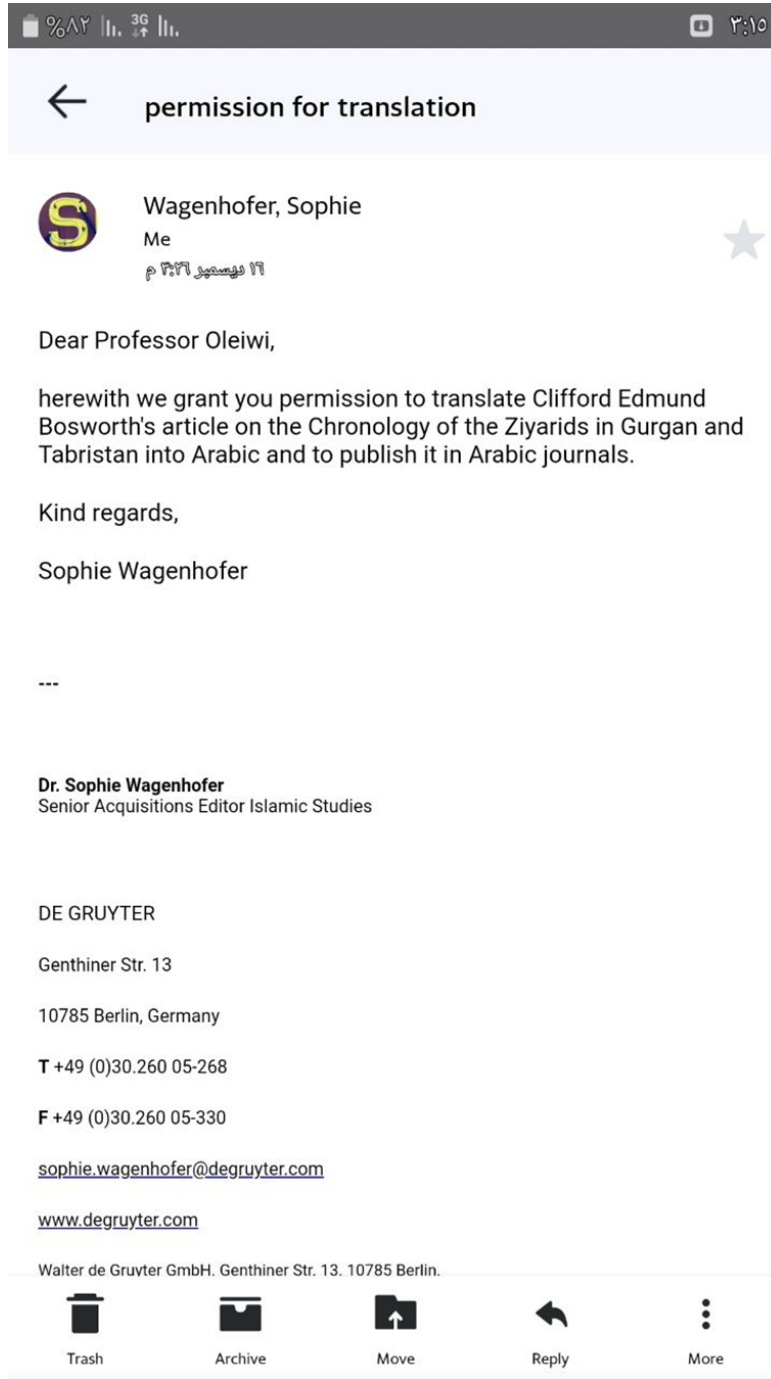 %٨٢ 3G ٣:١٥
permission for translation
S
Wagenhofer, Sophie
Me
١٦ ديسمبر ٣:٢٦ م
Dear Professor Oleiwi,
herewith we grant you permission to translate Clifford Edmund
Bosworth's article on the Chronology of the Ziyarids in Gurgan and
Tabristan into Arabic and to publish it in Arabic journals.
Kind regards,
Sophie Wagenhofer
---
Dr. Sophie Wagenhofer
Senior Acquisitions Editor Islamic Studies
DE GRUYTER
Genthiner Str. 13
10785 Berlin, Germany
T +49 (0)30.260 05-268
F +49 (0)30.260 05-330
sophie.wagenhofer@degruyter.com
www.degruyter.com
Walter de Gruyter GmbH. Genthiner Str. 13. 10785 Berlin.
Trash Archive Move Reply More